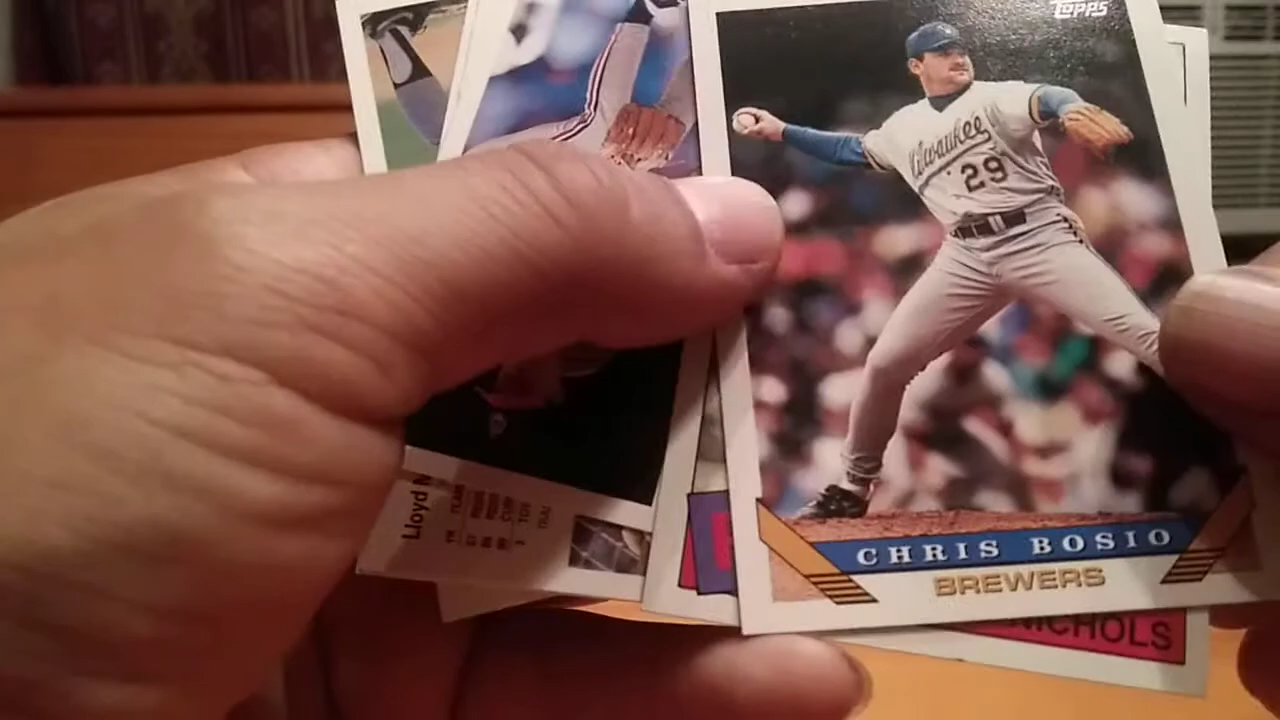 TOPPS
Milwaukee
29
CHRIS BOSIO
BREWERS
NICHOLS
Lloyd